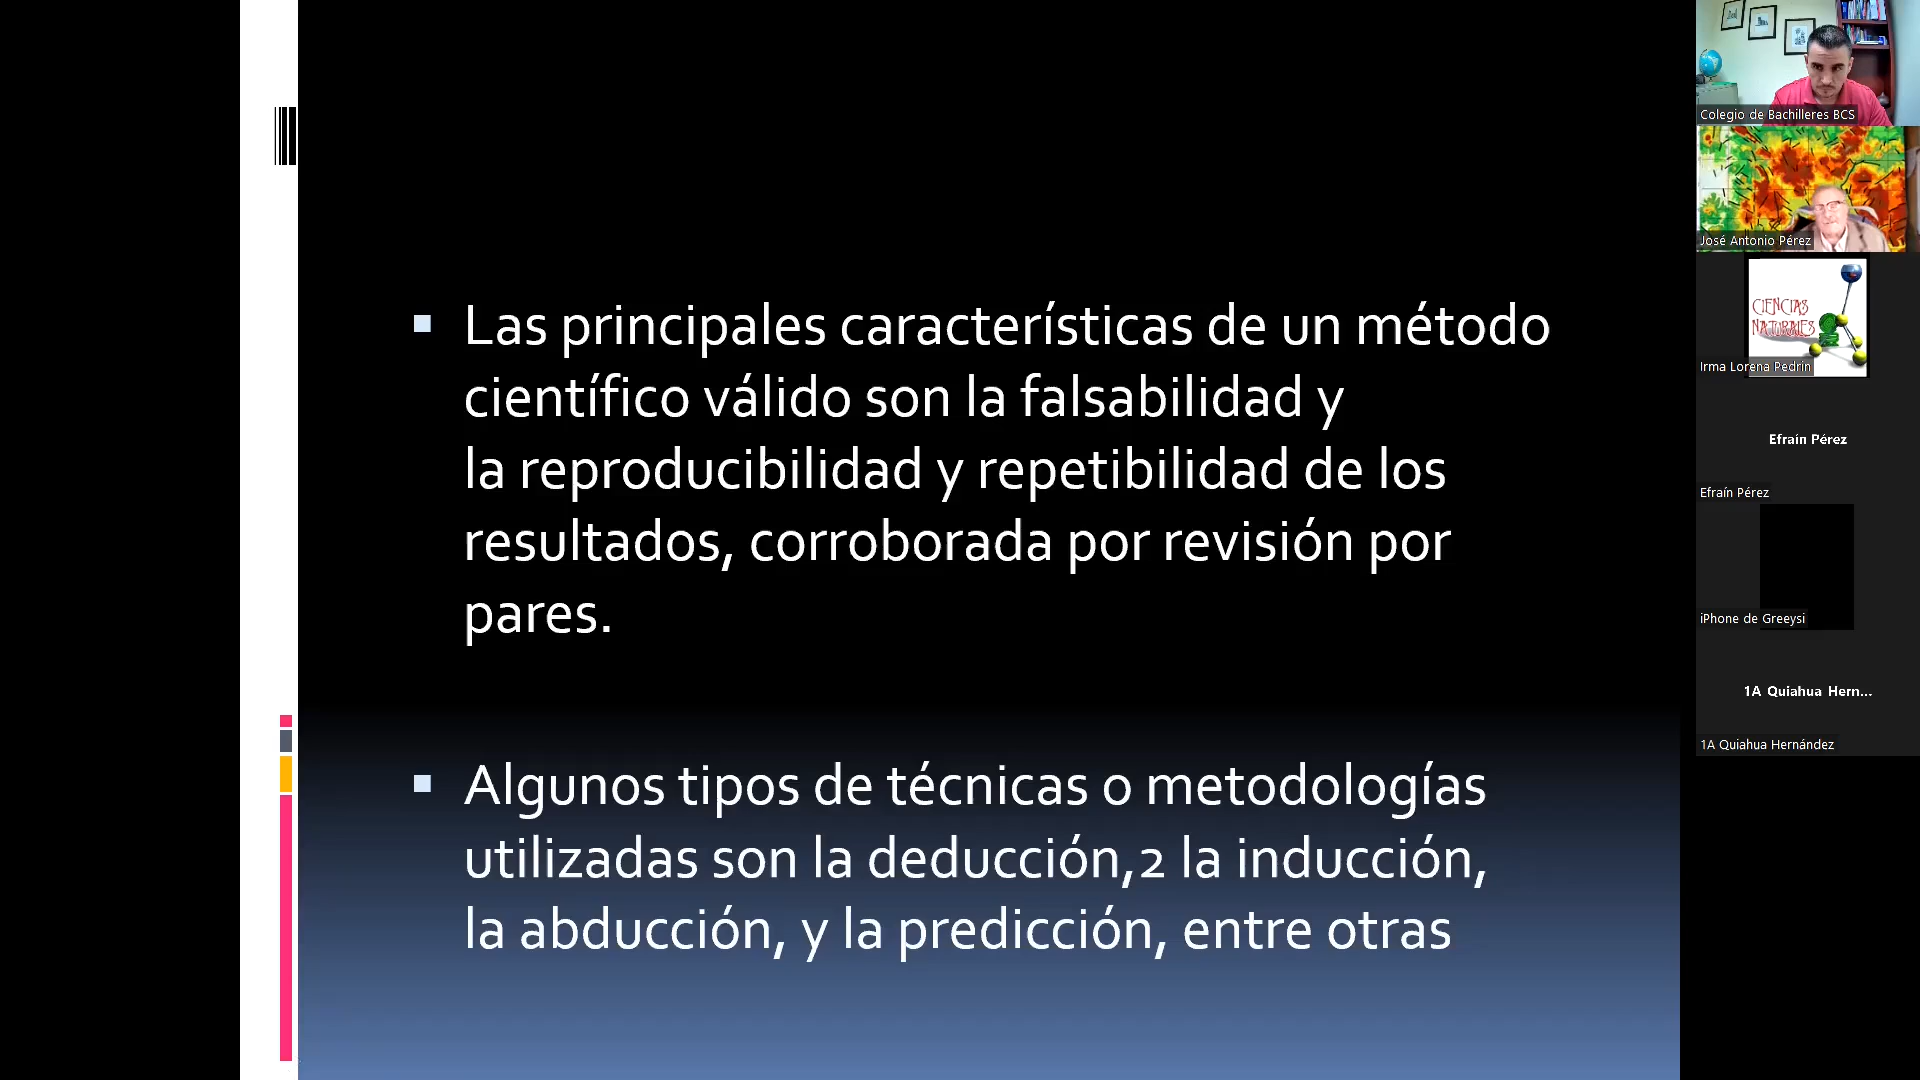 Las principales características de un método
científico válido son la falsabilidad y
la reproducibilidad y repetibilidad de los
resultados, corroborada por revisión por
pares.
Algunos tipos de técnicas o metodologías
utilizadas son la deducción,2 la inducción,
la abducción, y la predicción, entre otras
Colegio de Bachilleres BCS
José Antonio Pérez
CIENCIAS
NATURALES
Irma Lorena Pedrín
Efraín Pérez
Efraín Pérez
iPhone de Greeysi
1A Quiahua Hern...
1A Quiahua Hernández